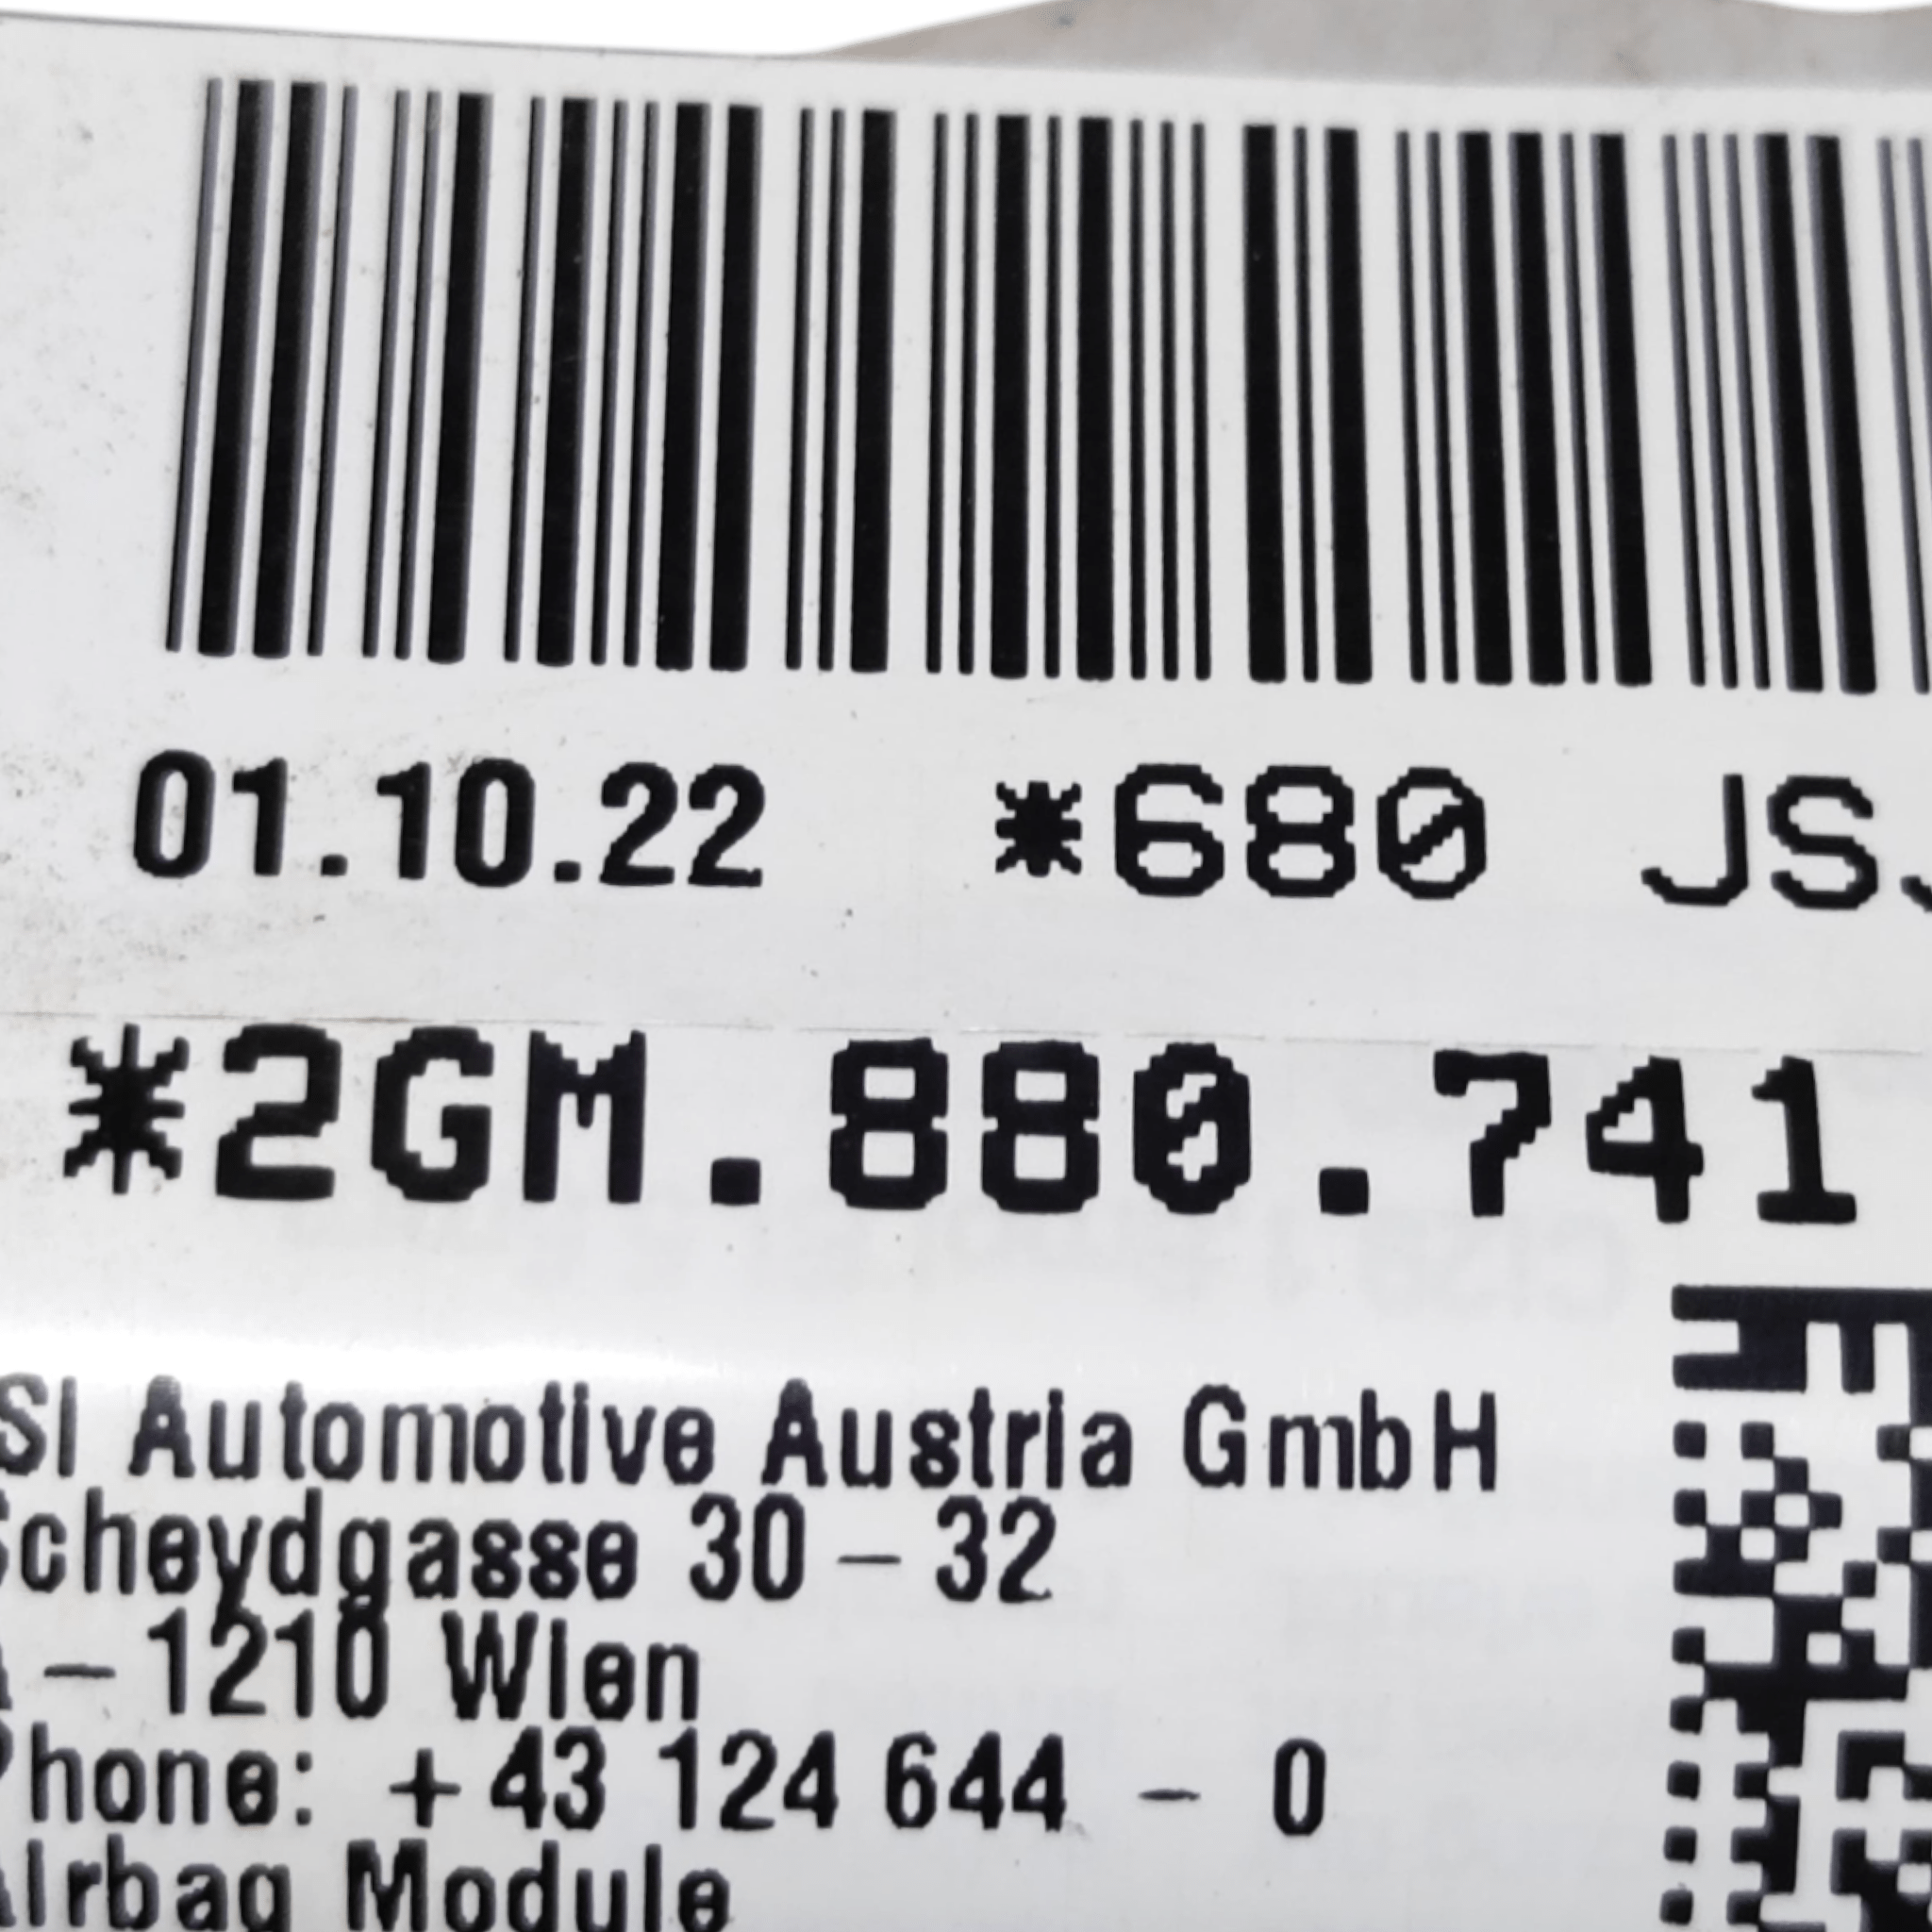 01.10.22 *680 JSJ
*2GM.880.741
SI Automotive Austria GmbH
Scheydgasse 30 – 32
A – 1210 Wien
Phone: + 43 124 644 – 0
Airbag Module